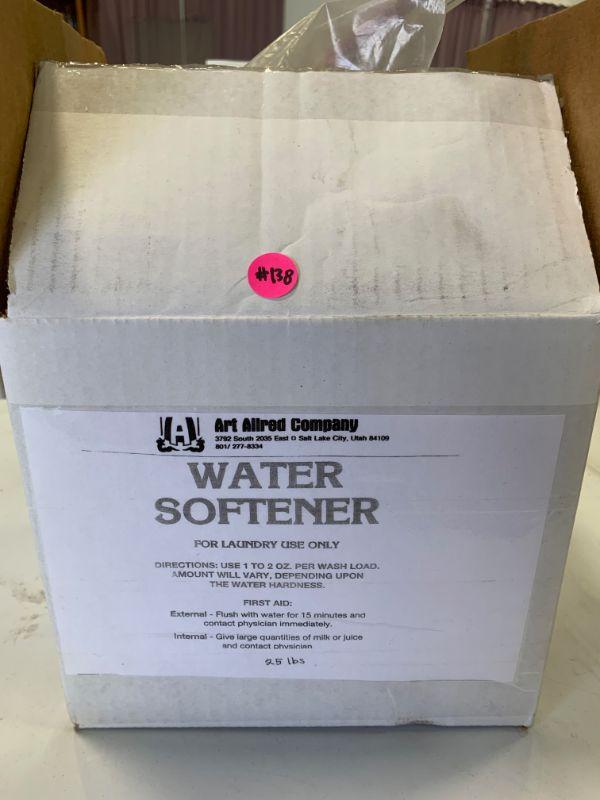 #138
A
Art Allred Company
3792 South 2035 East □ Salt Lake City, Utah 84109
801/ 277-8334
WATER
SOFTENER
FOR LAUNDRY USE ONLY
DIRECTIONS: USE 1 TO 2 OZ. PER WASH LOAD.
AMOUNT WILL VARY, DEPENDING UPON
THE WATER HARDNESS.
FIRST AID:
External - Flush with water for 15 minutes and
contact physician immediately.
Internal - Give large quantities of milk or juice
and contact physician
25 lbs